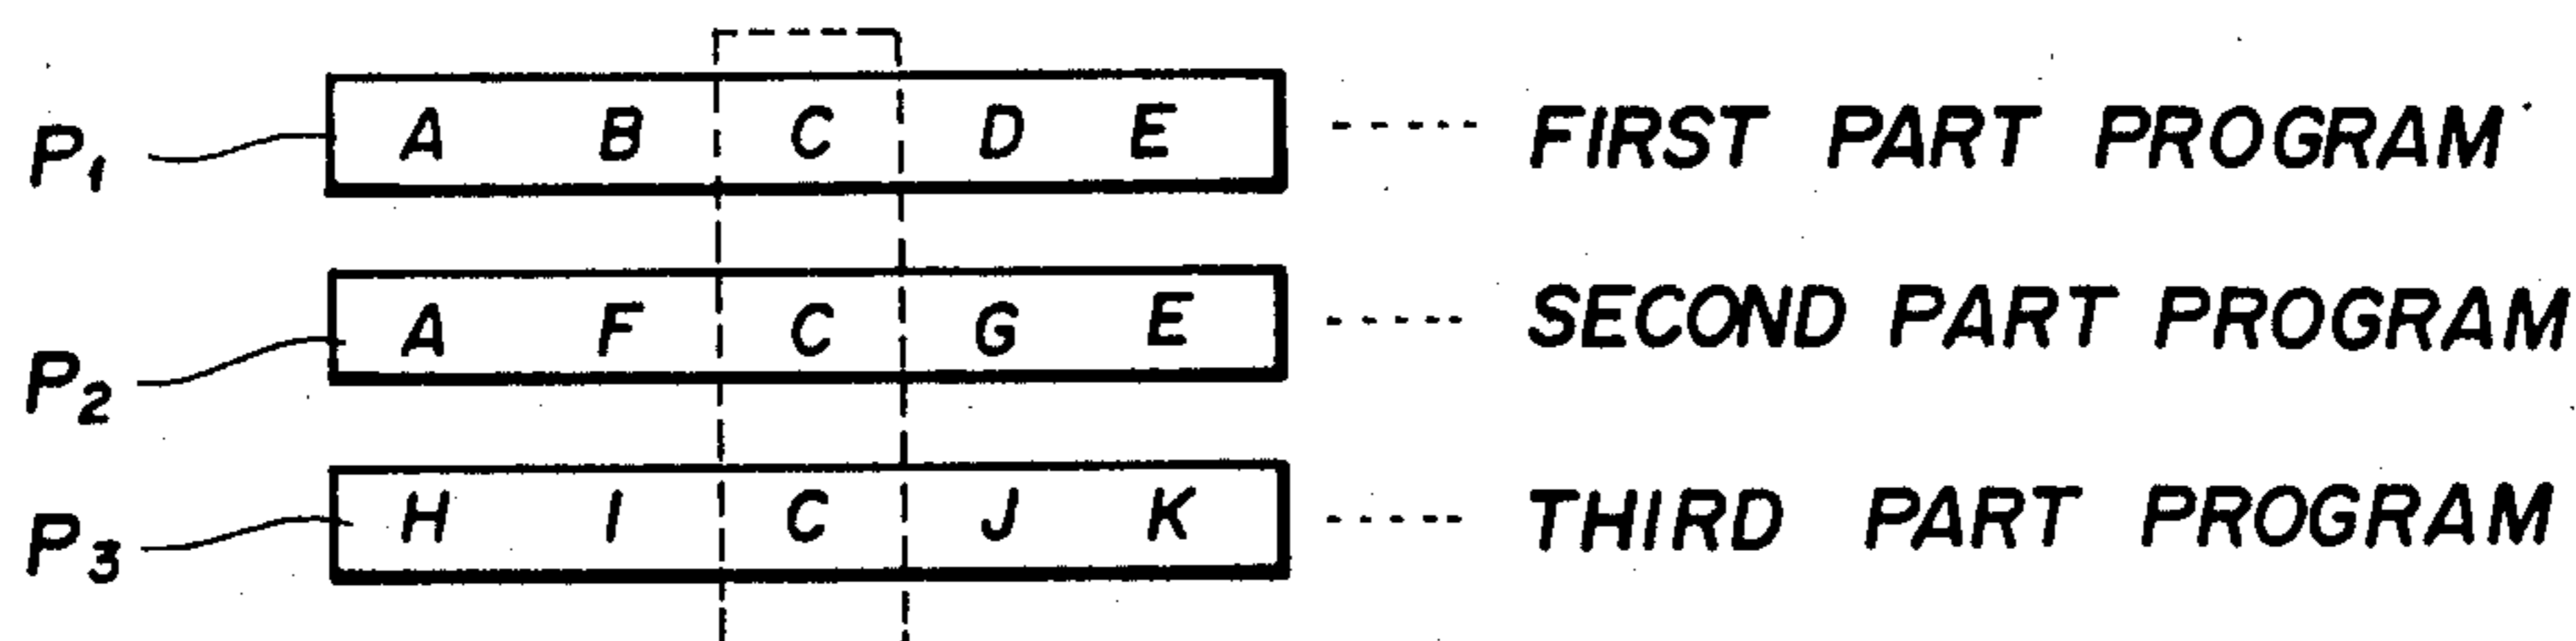 P1 A B C D E ----- FIRST PART PROGRAM
P2 A F C G E ----- SECOND PART PROGRAM
P3 H I C J K ----- THIRD PART PROGRAM